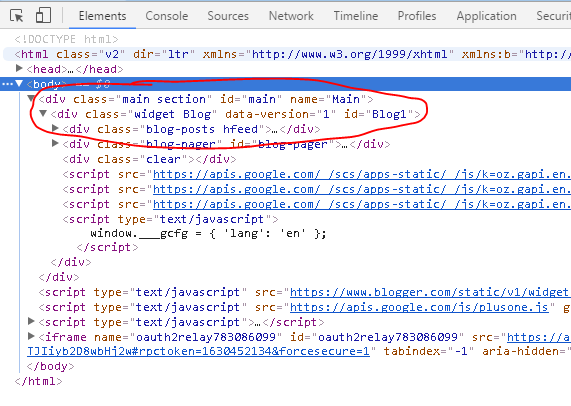 Elements Console Sources Network Timeline Application Securit
<!DOCTYPE html>
<html class="v2" dir="ltr" xmlns="http://www.w3.org/1999/xhtml" xmlns:b="http://
<head>…</head>
<body> == $0
<div class="main section" id="main" name="Main">
<div class="widget Blog" data-version="1" id="Blog1">
<div class="blog-posts hfeed">…</div>
<div class="blog-pager" id="blog-pager">…</div>
<div class="clear"></div>
<script src="https://apis.google.com/_/scs/apps-static/_/js/k=oz.gapi.en.
<script src="https://apis.google.com/_/scs/apps-static/_/js/k=oz.gapi.en.
<script src="https://apis.google.com/_/scs/apps-static/_/js/k=oz.gapi.en.
<script type="text/javascript">
window.___gcfg = { 'lang': 'en' };
</script>
</div>
</div>
<script type="text/javascript" src="https://www.blogger.com/static/v1/widget
<script type="text/javascript" src="https://apis.google.com/js/plusone.js" g
<script type="text/javascript">…</script>
<iframe name="oauth2relay783086099" id="oauth2relay783086099" src="https://a
TJIiyb2D8wbHj2w#rpctoken=1630452134&forcesecure=1" tabindex="-1" aria-hidden="
</body>
</html>